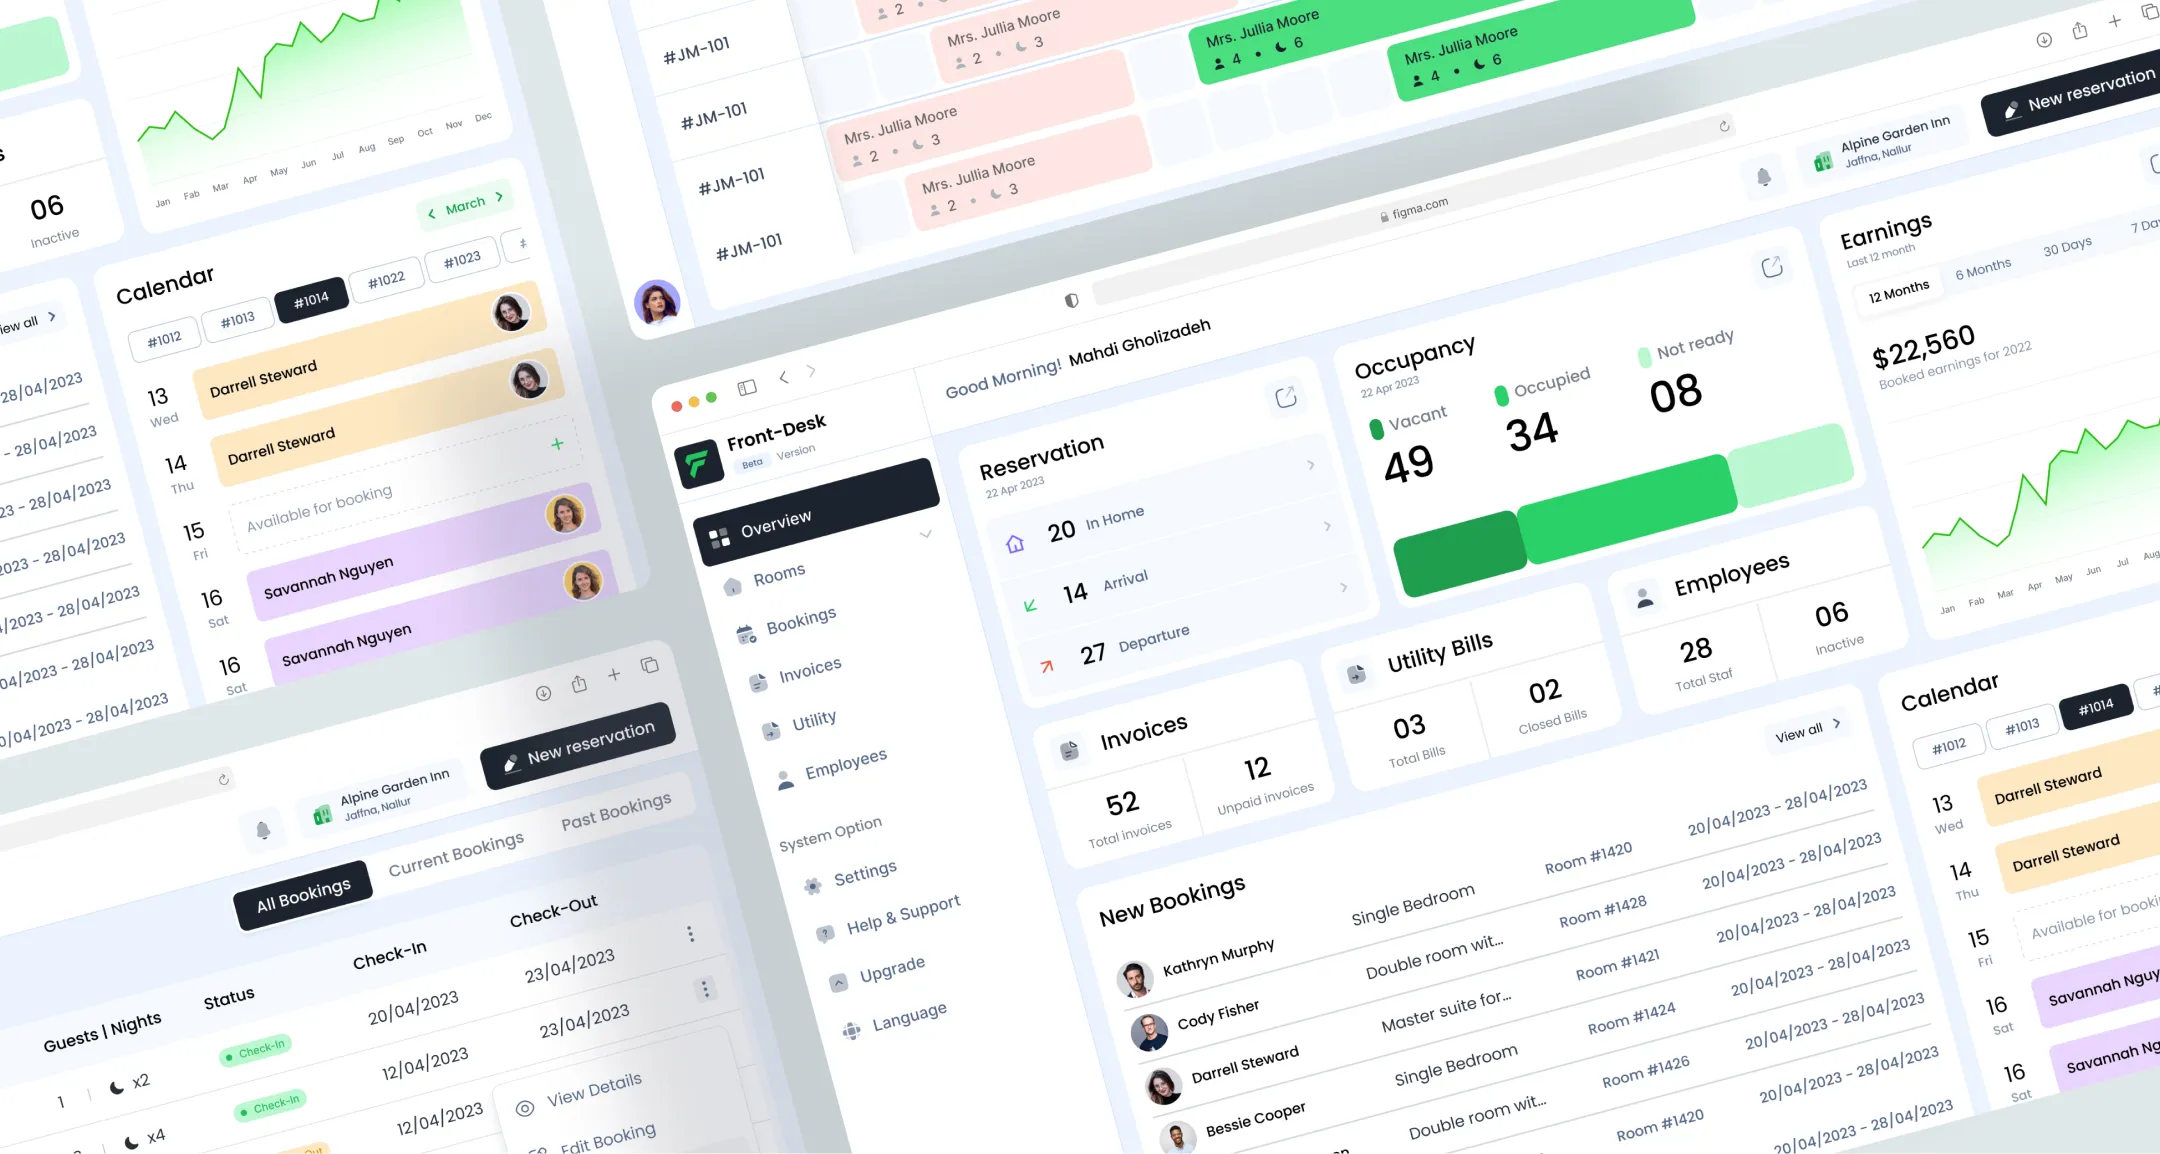 Jan Fab Mar Apr May Jun Jul Aug Sep Oct Nov Dec
06
Inactive
View all
28/04/2023
- 28/04/2023
23 - 28/04/2023
023 - 28/04/2023
2023 - 28/04/2023
/2023 - 28/04/2023
04/2023 - 28/04/2023
0/04/2023 - 28/04/2023
March
Calendar
#1012
#1013
#1014
#1022
#1023
#
13
Wed
Darrell Steward
14
Thu
Darrell Steward
15
Fri
Available for booking
16
Sat
Savannah Nguyen
16
Sat
Savannah Nguyen
#JM-101
#JM-101
#JM-101
#JM-101
2
Mrs. Jullia Moore
2 • 3
Mrs. Jullia Moore
2 • 3
Mrs. Jullia Moore
2 • 3
Mrs. Jullia Moore
4 • 6
Mrs. Jullia Moore
4 • 6
Alpine Garden Inn
Jaffna, Nallur
New reservation
All Bookings
Current Bookings
Past Bookings
Guests | Nights
Status
Check-In
Check-Out
1
x2
Check-In
20/04/2023
23/04/2023
x4
Check-In
12/04/2023
23/04/2023
12/04/2023
View Details
Edit Booking
figma.com
Front-Desk
Beta Version
Good Morning! Mahdi Gholizadeh
Alpine Garden Inn
Jaffna, Nallur
New reservation
Overview
Rooms
Bookings
Invoices
Utility
Employees
System Option
Settings
Help & Support
Upgrade
Language
Reservation
22 Apr 2023
20 In Home
14 Arrival
27 Departure
Occupancy
22 Apr 2023
Vacant
49
Occupied
34
Not ready
08
Earnings
Last 12 month
12 Months
6 Months
30 Days
7 Da
$22,560
Booked earnings for 2022
Jan Fab Mar Apr May Jun Jul Aug
Invoices
52
Total invoices
12
Unpaid invoices
Utility Bills
03
Total Bills
02
Closed Bills
Employees
28
Total Staf
06
Inactive
New Bookings
View all
Kathryn Murphy
Single Bedroom
Room #1420
20/04/2023 - 28/04/2023
Cody Fisher
Double room wit...
Room #1428
20/04/2023 - 28/04/2023
Darrell Steward
Master suite for...
Room #1421
20/04/2023 - 28/04/2023
Bessie Cooper
Single Bedroom
Room #1424
20/04/2023 - 28/04/2023
Double room wit...
Room #1426
20/04/2023 - 28/04/2023
Room #1420
20/04/2023 - 28/04/2023
20/04/2023 - 28/04/2023
Calendar
#1012
#1013
#1014
#
13
Wed
Darrell Steward
14
Thu
Darrell Steward
15
Fri
Available for booki
16
Sat
Savannah Nguy
16
Sat
Savannah Ng